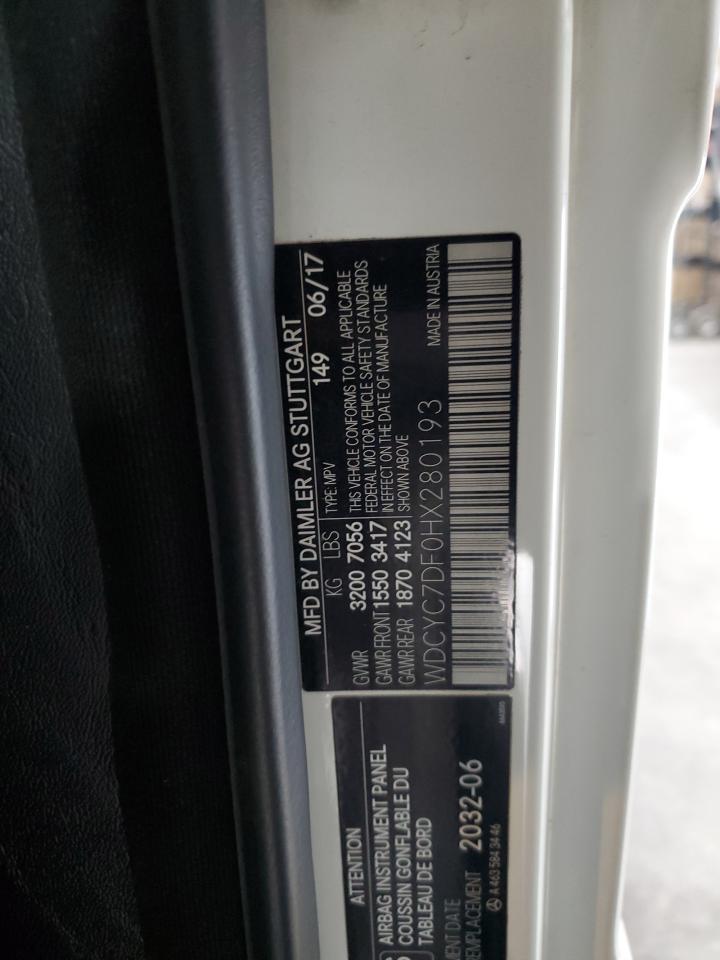 MFD BY DAIMLER AG STUTTGART
149 06/17
KG LBS TYPE: MPV
GVWR 3200 7056 THIS VEHICLE CONFORMS TO ALL APPLICABLE
FEDERAL MOTOR VEHICLE SAFETY STANDARDS
GAWR FRONT 1550 3417 IN EFFECT ON THE DATE OF MANUFACTURE
GAWR REAR 1870 4123 SHOWN ABOVE
WDCYC7DF0HX280193 MADE IN AUSTRIA
ATTENTION
AIRBAG INSTRUMENT PANEL
COUSSIN GONFLABLE DU
TABLEAU DE BORD
MENT DATE
EMPLACEMENT 2032-06
A 463 584 34 46